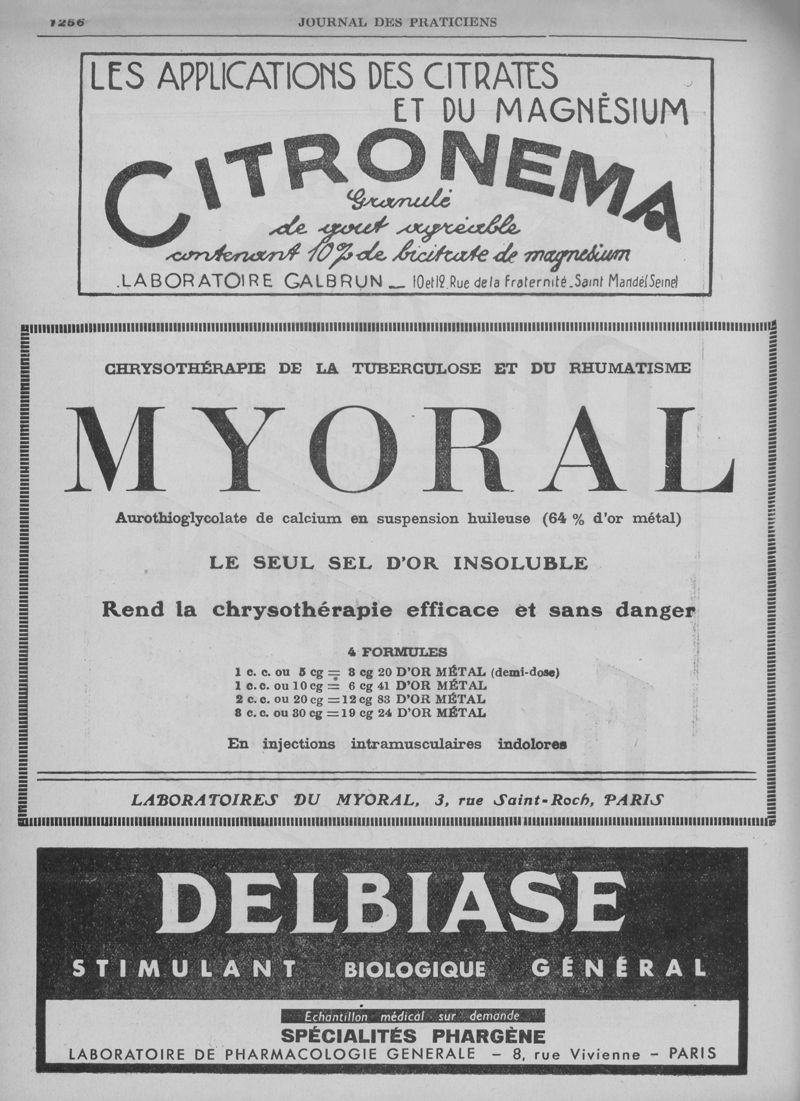 1256
JOURNAL DES PRATICIENS
LES APPLICATIONS DES CITRATES
ET DU MAGNÉSIUM
CITRONEMA
Granulé
de gout agréable
contenant 10% de bicitrate de magnesium
LABORATOIRE GALBRUN _ 10 et 12, Rue de la Fraternité _ Saint Mandé (Seine)
CHRYSOTHÉRAPIE DE LA TUBERCULOSE ET DU RHUMATISME
MYORAL
Aurothioglycolate de calcium en suspension huileuse (64 % d'or métal)
LE SEUL SEL D'OR INSOLUBLE
Rend la chrysothérapie efficace et sans danger
4 FORMULES
1 c. c. ou 5 cg = 3 cg 20 D'OR MÉTAL (demi-dose)
1 c. c. ou 10 cg = 6 cg 41 D'OR MÉTAL
2 c. c. ou 20 cg = 12 cg 83 D'OR MÉTAL
3 c. c. ou 30 cg = 19 cg 24 D'OR MÉTAL
En injections intramusculaires indolores
LABORATOIRES DU MYORAL, 3, rue Saint-Roch, PARIS
DELBIASE
STIMULANT BIOLOGIQUE GÉNÉRAL
Echantillon médical sur demande
SPÉCIALITÉS PHARGÈNE
LABORATOIRE DE PHARMACOLOGIE GENERALE – 8, rue Vivienne – PARIS